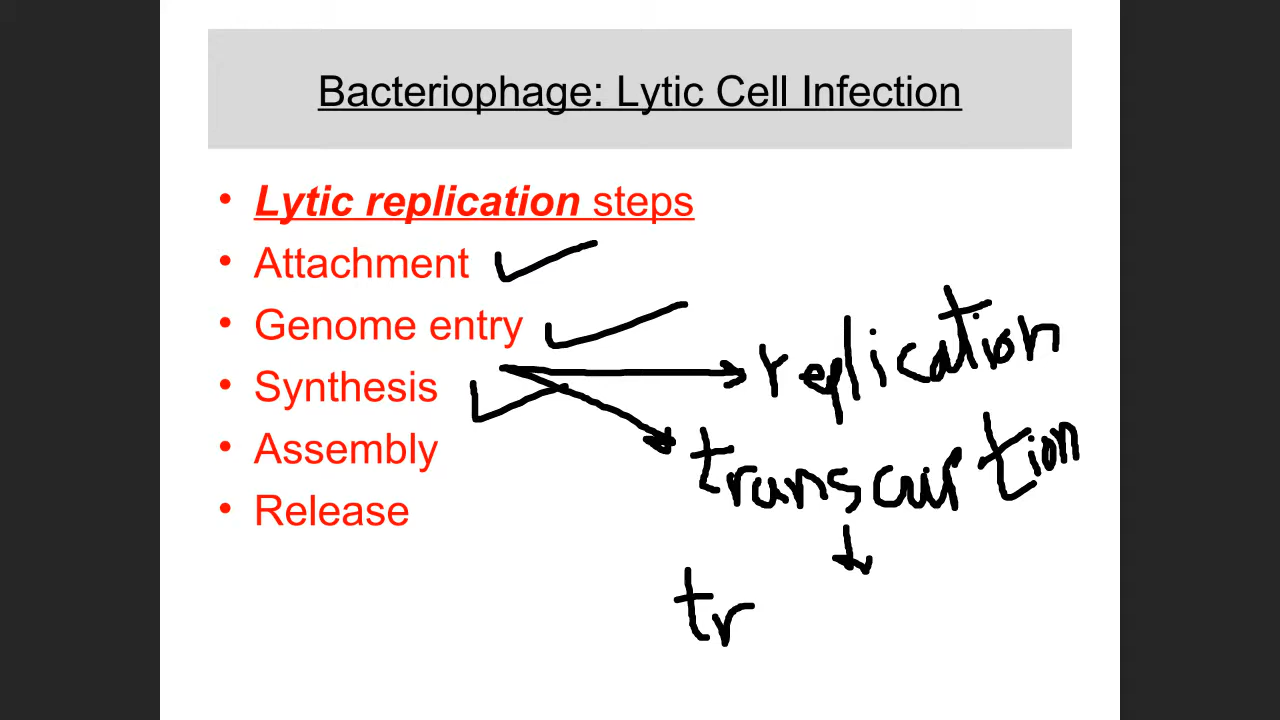 Bacteriophage: Lytic Cell Infection
• Lytic replication steps
• Attachment
• Genome entry
• Synthesis
• Assembly
• Release
replication
transcurtion
tr